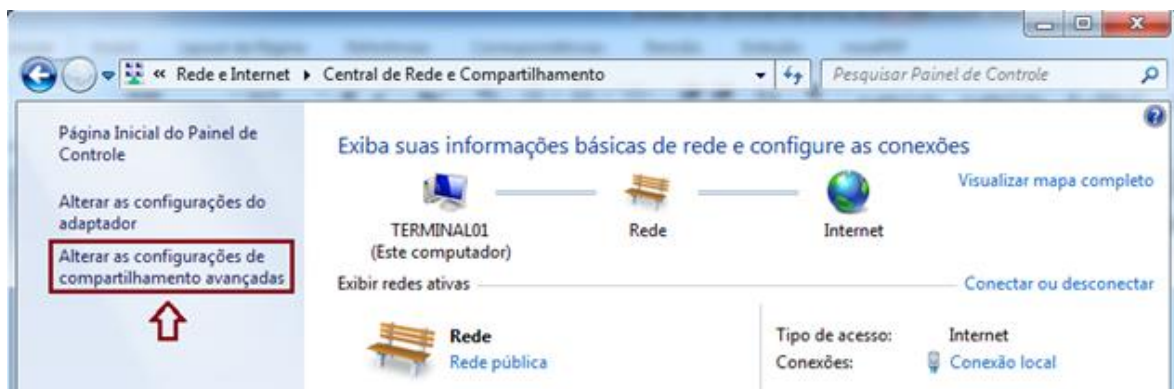 « Rede e Internet ▸ Central de Rede e Compartilhamento
Pesquisar Painel de Controle
Página Inicial do Painel de
Controle
Alterar as configurações do
adaptador
Alterar as configurações de
compartilhamento avançadas
Exiba suas informações básicas de rede e configure as conexões
Visualizar mapa completo
TERMINAL01
(Este computador)
Rede
Internet
Exibir redes ativas
Conectar ou desconectar
Rede
Rede pública
Tipo de acesso: Internet
Conexões: Conexão local